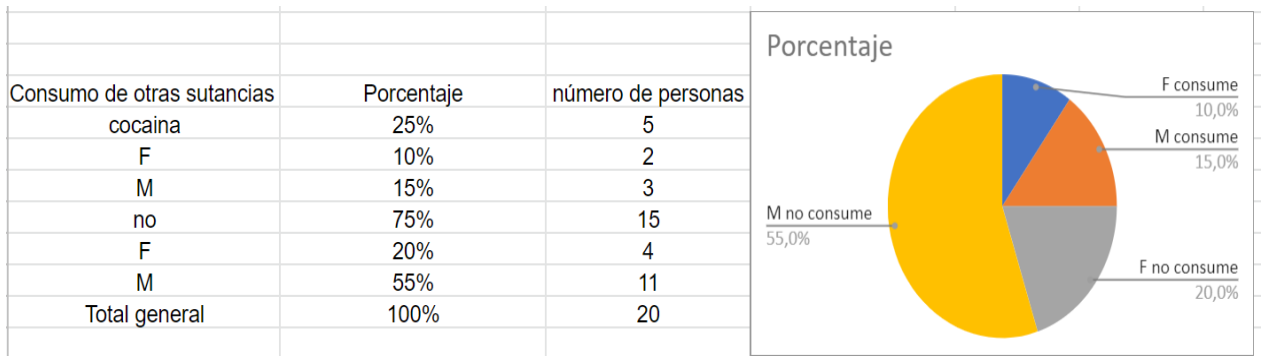 Consumo de otras sutancias Porcentaje número de personas
cocaina 25% 5
F 10% 2
M 15% 3
no 75% 15
F 20% 4
M 55% 11
Total general 100% 20
Porcentaje
F consume
10,0%
M consume
15,0%
M no consume
55,0%
F no consume
20,0%